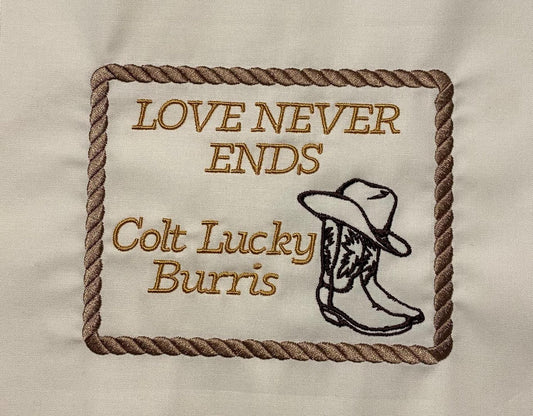 LOVE NEVER
ENDS
Colt Lucky
Burris